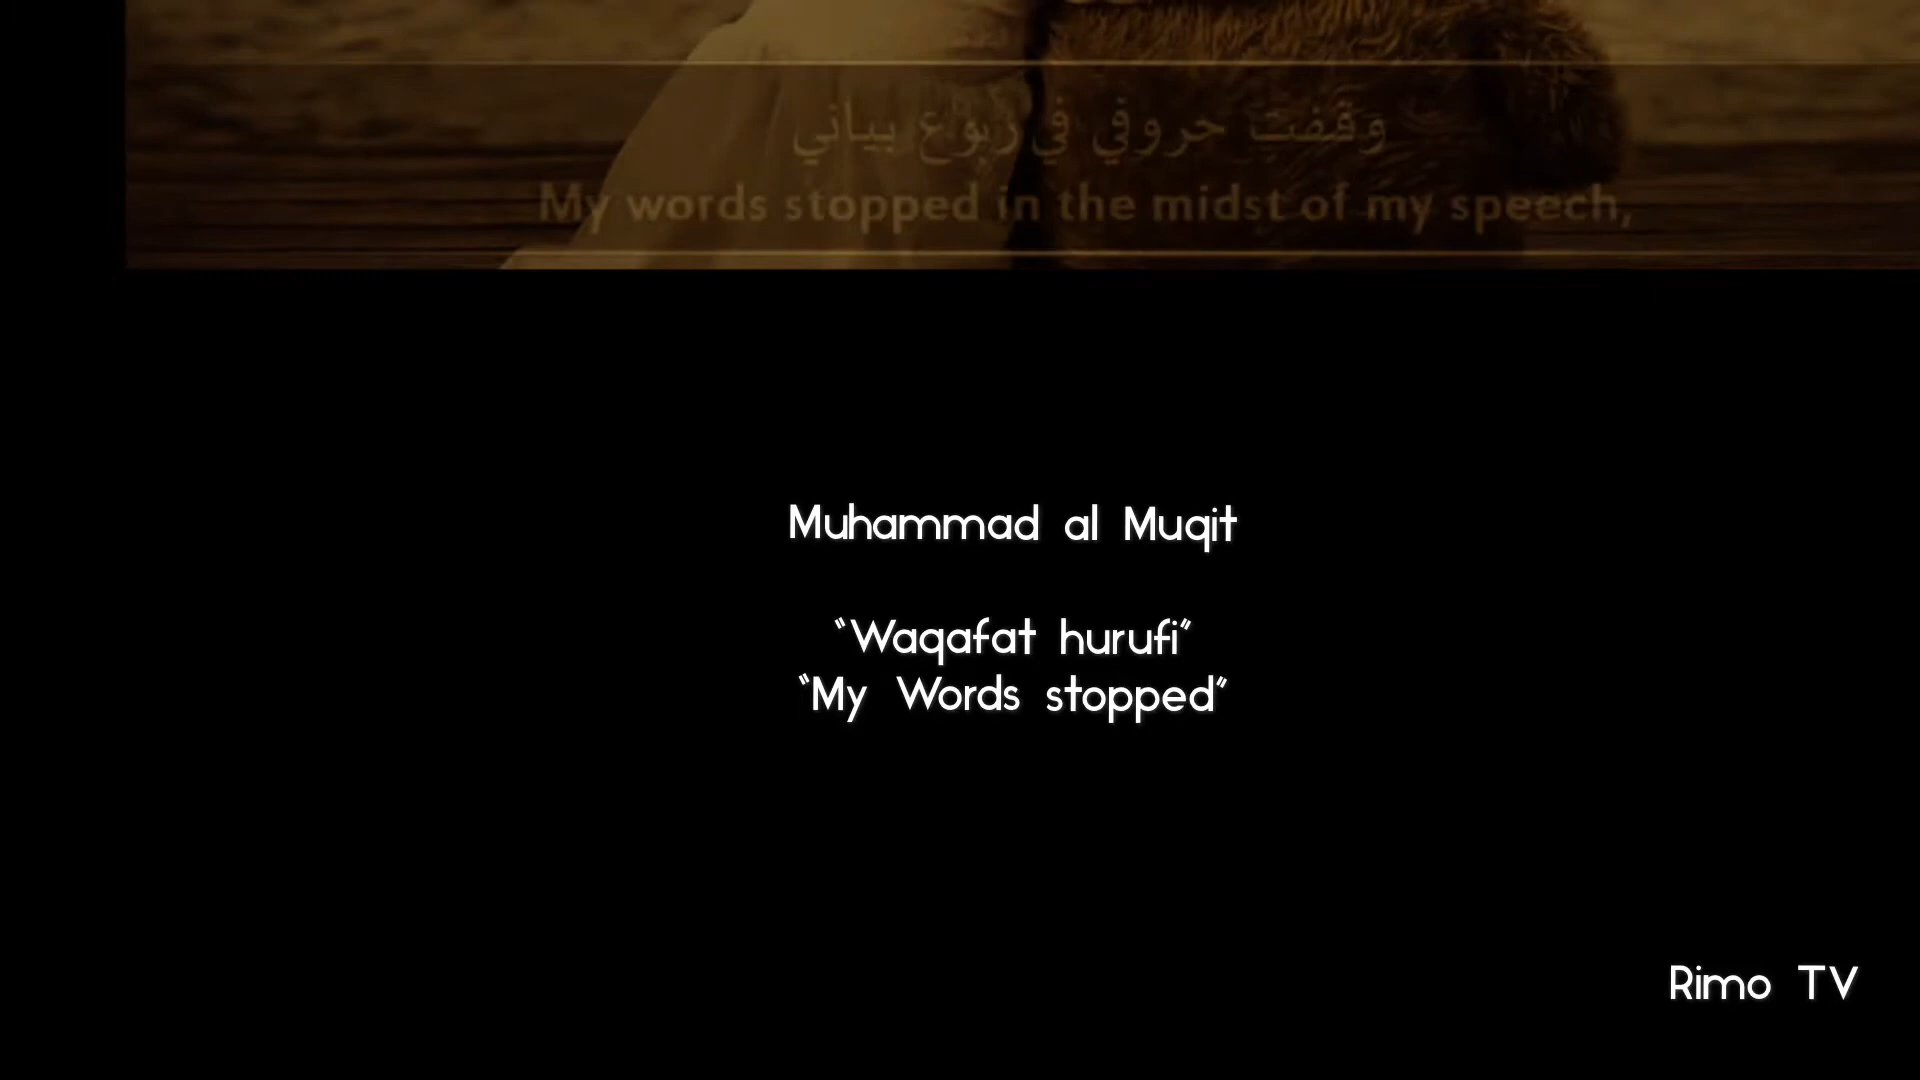 وَقَفتْ حروفي في ربوع بياني
My words stopped in the midst of my speech,
Muhammad al Muqit
"Waqafat hurufi"
"My Words stopped"
Rimo TV